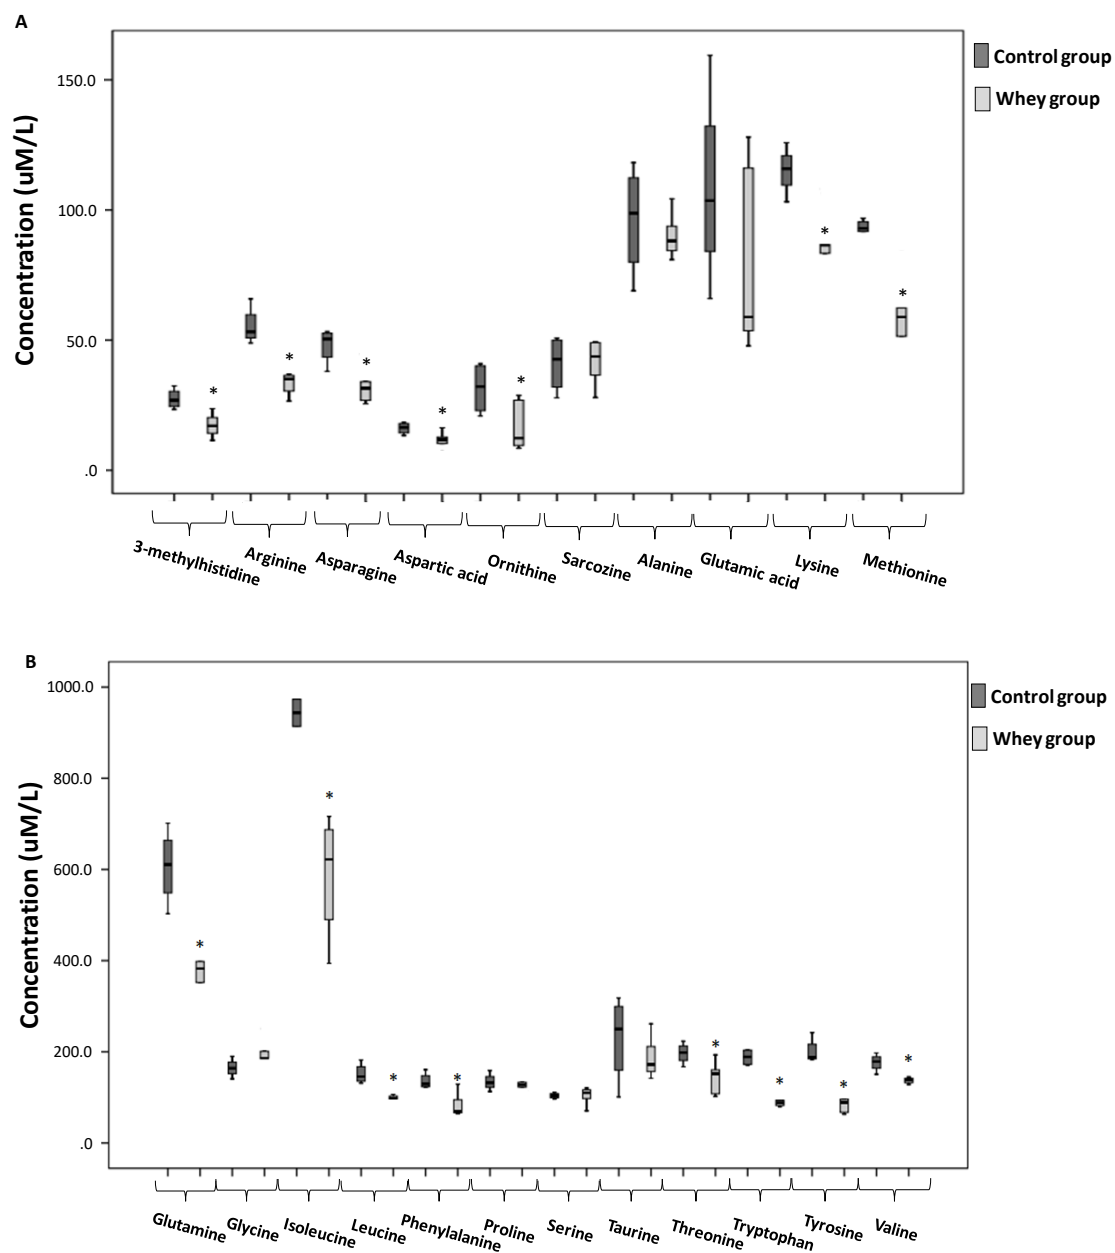 A
Control group
Whey group
Concentration (uM/L)
150.0
100.0
50.0
.0
* * * * * * *
3-methylhistidine Arginine Asparagine Aspartic acid Ornithine Sarcozine Alanine Glutamic acid Lysine Methionine
B
Control group
Whey group
Concentration (uM/L)
1000.0
800.0
600.0
400.0
200.0
.0
* * * * * * * *
Glutamine Glycine Isoleucine Leucine Phenylalanine Proline Serine Taurine Threonine Tryptophan Tyrosine Valine